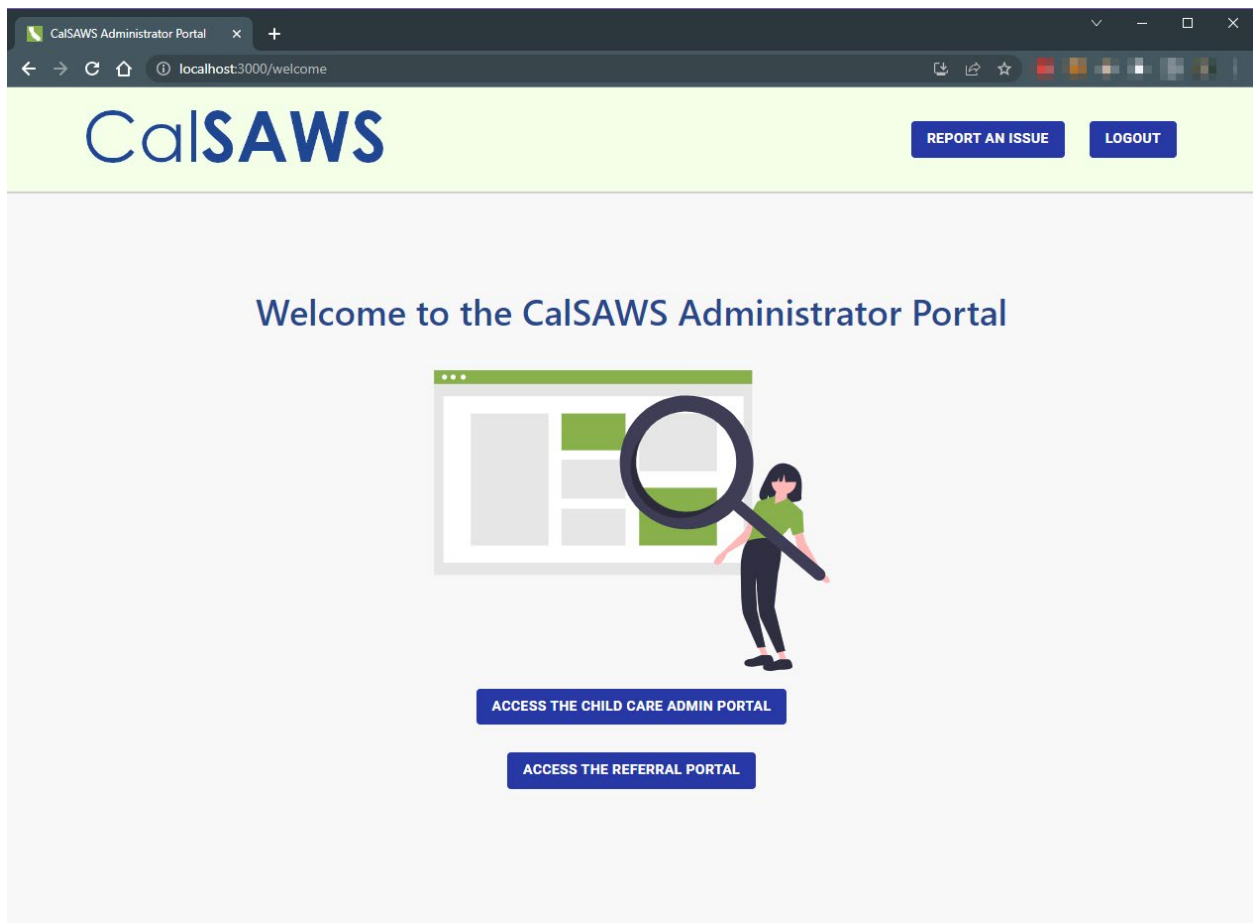 CalSAWS Administrator Portal
localhost:3000/welcome
CalSAWS
REPORT AN ISSUE
LOGOUT
Welcome to the CalSAWS Administrator Portal
ACCESS THE CHILD CARE ADMIN PORTAL
ACCESS THE REFERRAL PORTAL